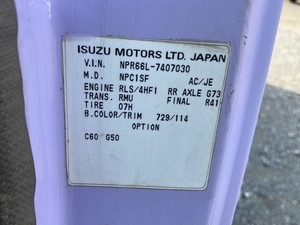 ISUZU MOTORS LTD. JAPAN
V.I.N. NPR66L-7407030
M.D. NPC1SF AC/JE
ENGINE RLS/4HF1 RR AXLE G73
TRANS. RMU FINAL R41
TIRE 07H
B.COLOR/TRIM 729/114
OPTION
C60 G50